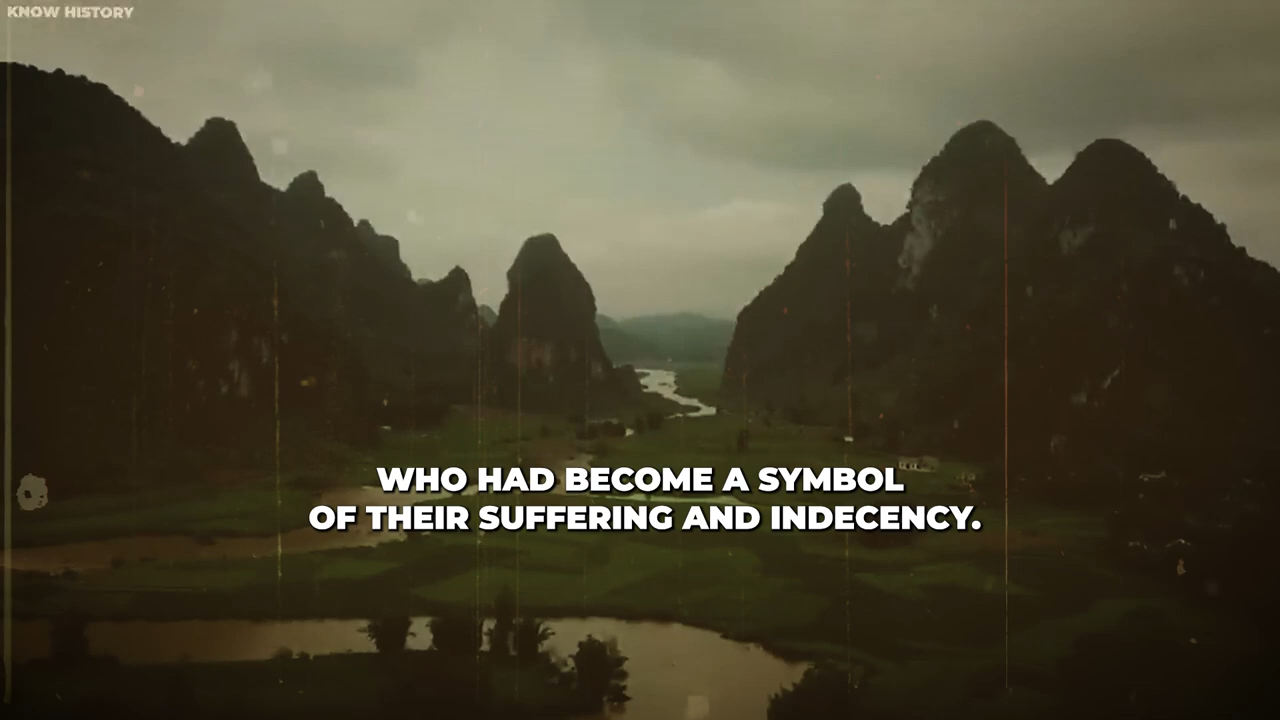 KNOW HISTORY
WHO HAD BECOME A SYMBOL
OF THEIR SUFFERING AND INDECENCY.